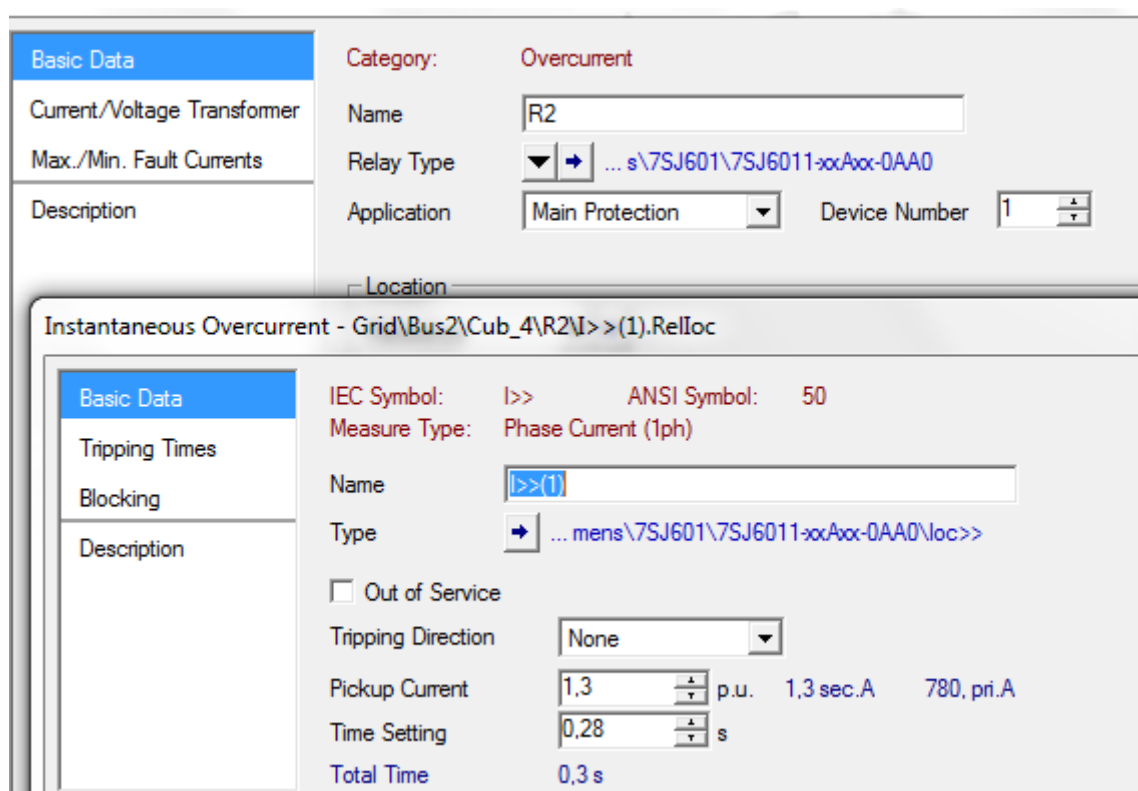 Basic Data
Current/Voltage Transformer
Max./Min. Fault Currents
Description
Category: Overcurrent
Name R2
Relay Type ... s\7SJ601\7SJ6011-xxAxx-0AA0
Application Main Protection Device Number 1
Location
Instantaneous Overcurrent - Grid\Bus2\Cub_4\R2\I>>(1).RelIoc
Basic Data
Tripping Times
Blocking
Description
IEC Symbol: I>> ANSI Symbol: 50
Measure Type: Phase Current (1ph)
Name I>>(1)
Type ... mens\7SJ601\7SJ6011-xxAxx-0AA0\Ioc>>
Out of Service
Tripping Direction None
Pickup Current 1,3 p.u. 1,3 sec.A 780, pri.A
Time Setting 0,28 s
Total Time 0,3 s